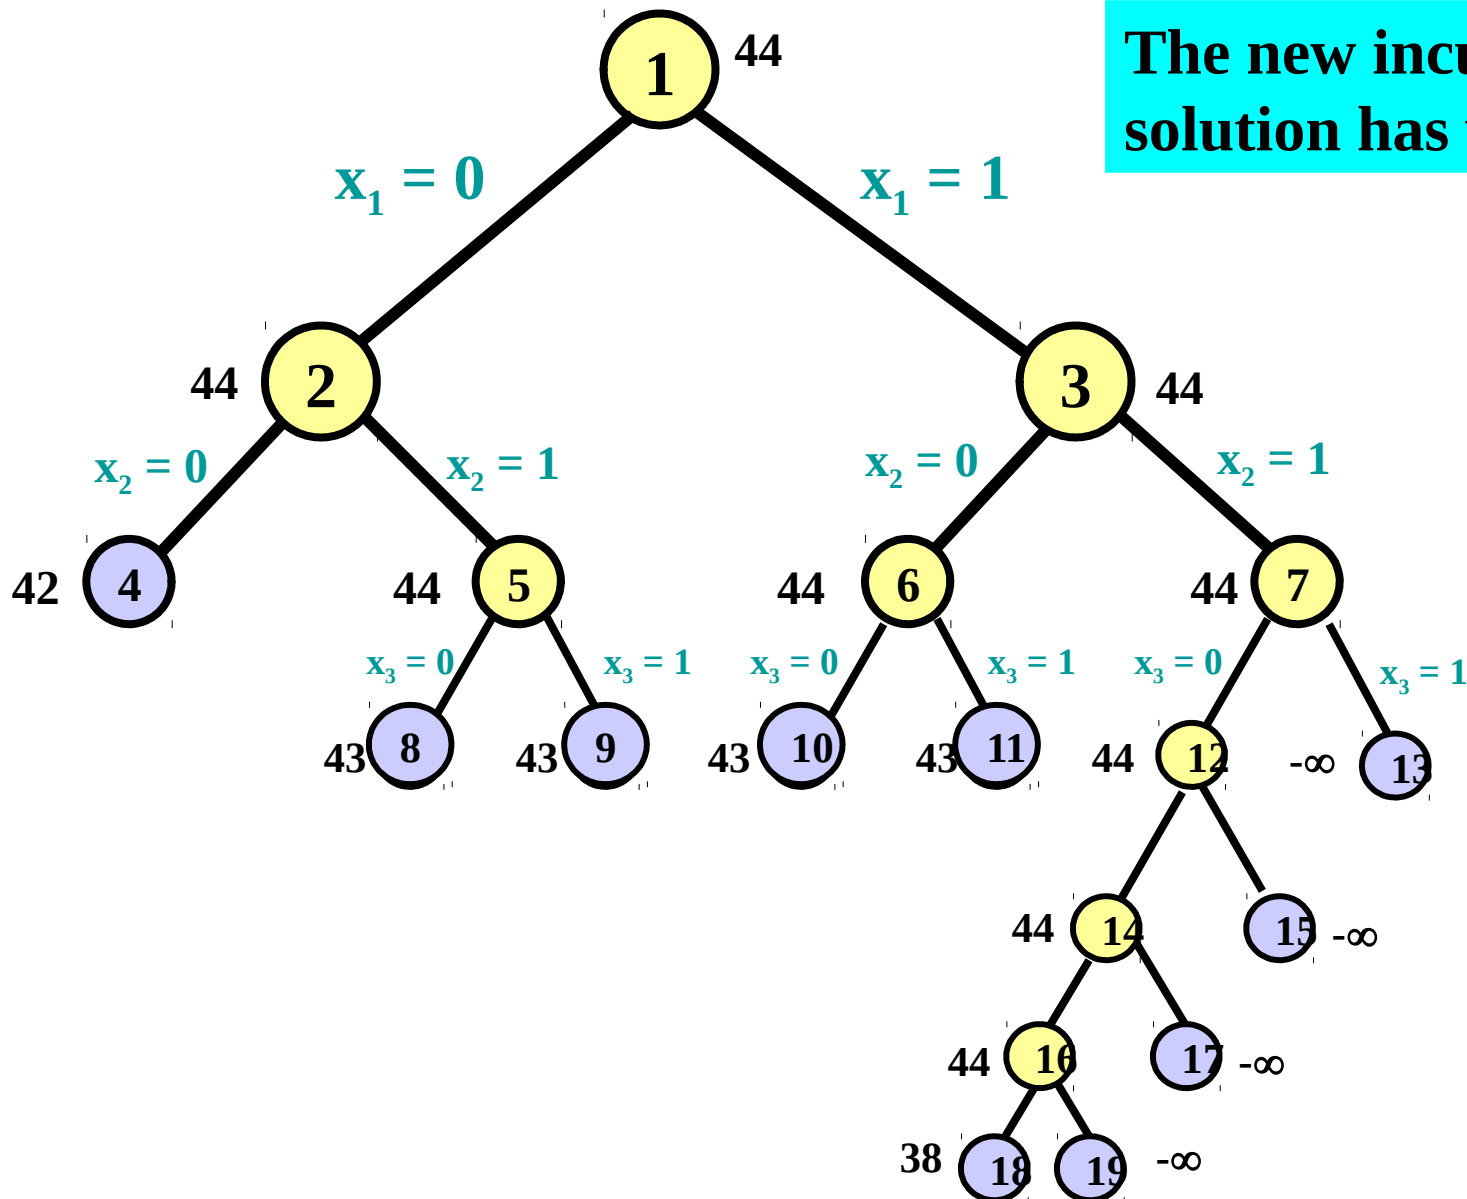 1
44
The new
solution has
x₁ = 0
x₁ = 1
44
2
3
44
x₂ = 0
x₂ = 1
x₂ = 0
x₂ = 1
42
4
44
5
44
6
44
7
x₃ = 0
x₃ = 1
x₃ = 0
x₃ = 1
x₃ = 0
x₃ = 1
43
8
43
9
43
10
43
11
44
12
-∞
13
44
14
15
-∞
44
16
17
-∞
38
18
19
-∞